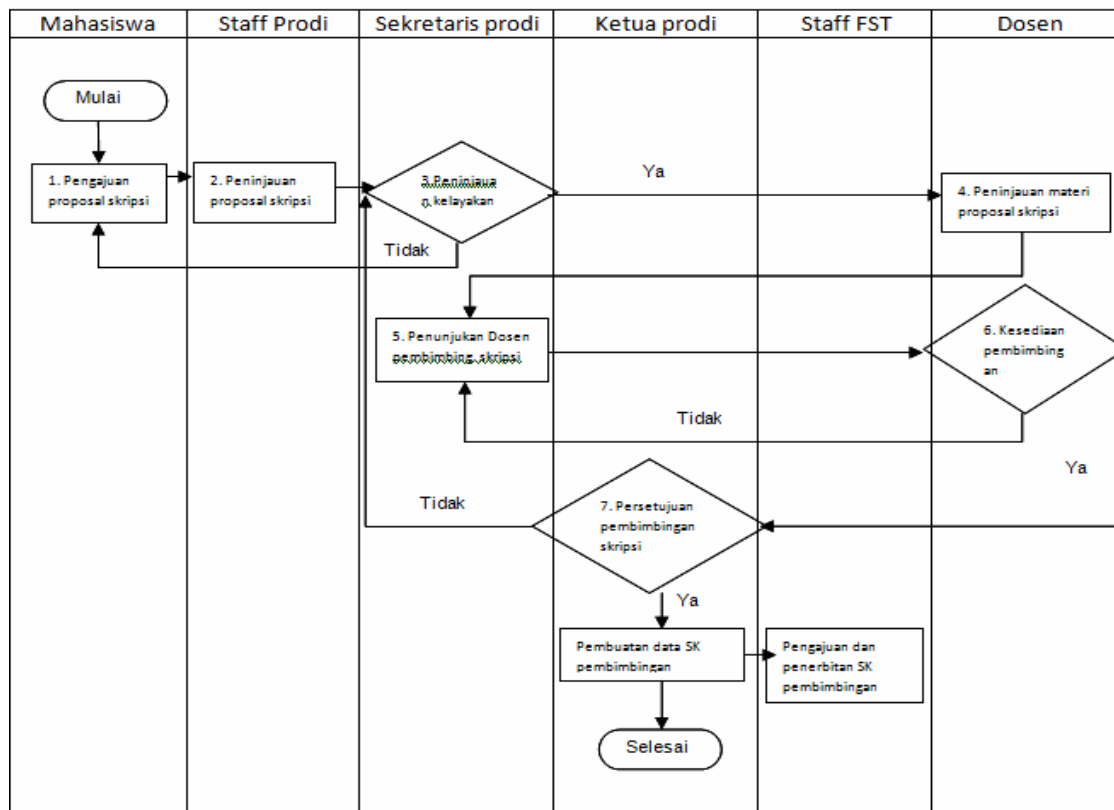 Mahasiswa
Staff Prodi
Sekretaris prodi
Ketua prodi
Staff FST
Dosen
Mulai
1. Pengajuan
proposal skripsi
2. Peninjauan
proposal skripsi
3.Peninjaua
n.kelayakan
Ya
4. Peninjauan materi
proposal skripsi
Tidak
5. Penunjukan Dosen
pembimbing skripsi
6. Kesediaan
pembimbing
an
Tidak
Ya
Tidak
7. Persetujuan
pembimbingan
skripsi
Ya
Pembuatan data SK
pembimbingan
Pengajuan dan
penerbitan SK
pembimbingan
Selesai